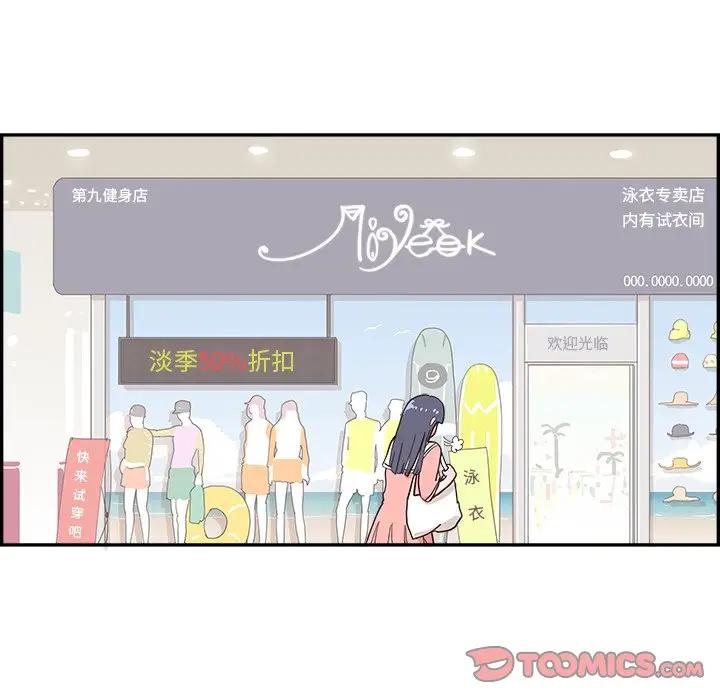 第九健身店
MiYeok
泳衣专卖店
内有试衣间
000.0000.0000
欢迎光临
淡季50%折扣
快来试穿吧
泳衣
TOOMICS.COM